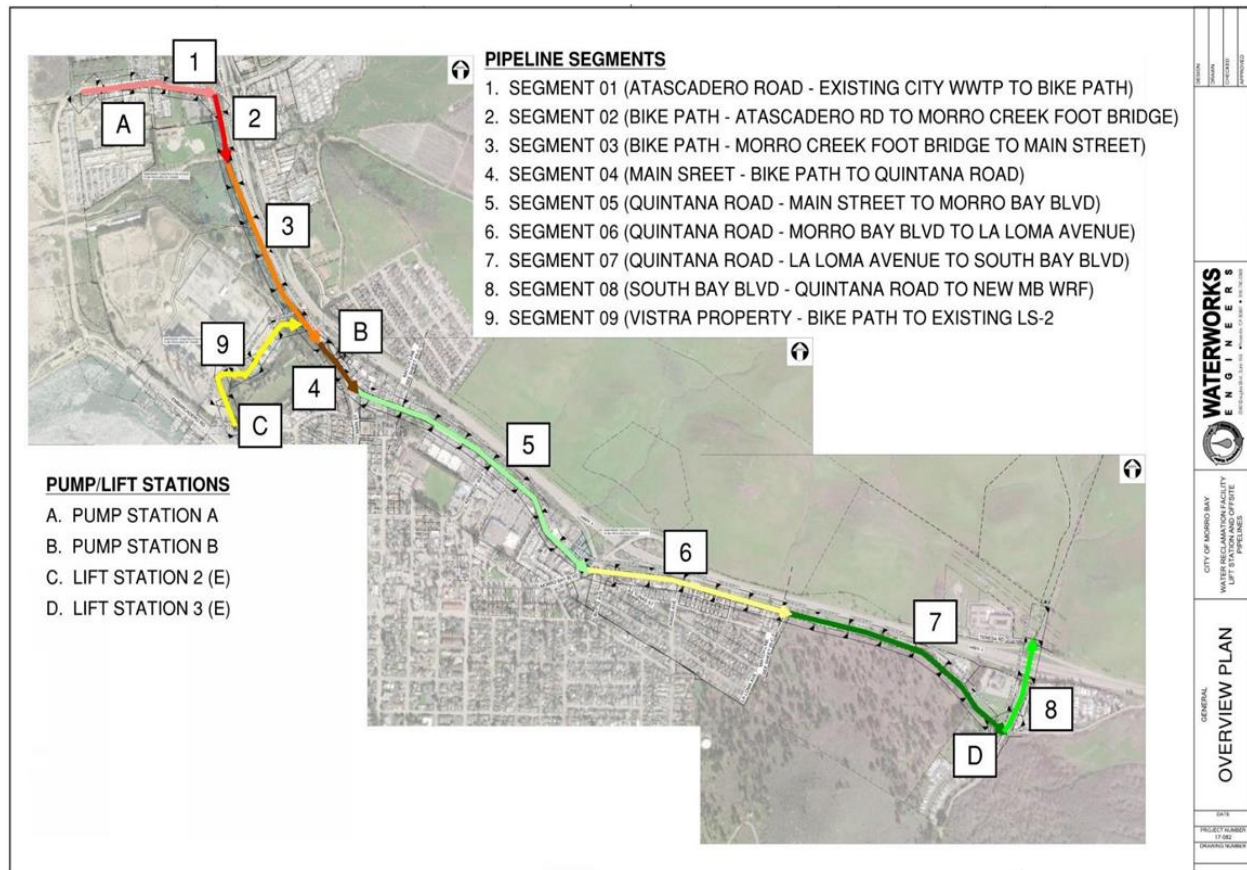 PIPELINE SEGMENTS
1. SEGMENT 01 (ATASCADERO ROAD - EXISTING CITY WWTP TO BIKE PATH)
2. SEGMENT 02 (BIKE PATH - ATASCADERO RD TO MORRO CREEK FOOT BRIDGE)
3. SEGMENT 03 (BIKE PATH - MORRO CREEK FOOT BRIDGE TO MAIN STREET)
4. SEGMENT 04 (MAIN SREET - BIKE PATH TO QUINTANA ROAD)
5. SEGMENT 05 (QUINTANA ROAD - MAIN STREET TO MORRO BAY BLVD)
6. SEGMENT 06 (QUINTANA ROAD - MORRO BAY BLVD TO LA LOMA AVENUE)
7. SEGMENT 07 (QUINTANA ROAD - LA LOMA AVENUE TO SOUTH BAY BLVD)
8. SEGMENT 08 (SOUTH BAY BLVD - QUINTANA ROAD TO NEW MB WRF)
9. SEGMENT 09 (VISTRA PROPERTY - BIKE PATH TO EXISTING LS-2
1
A
2
3
B
9
4
C
5
6
7
8
D
PUMP/LIFT STATIONS
A. PUMP STATION A
B. PUMP STATION B
C. LIFT STATION 2 (E)
D. LIFT STATION 3 (E)
DESIGN
DRAWN
CHECKED
APPROVED
WATERWORKS
ENGINEERS
CITY OF MORRO BAY
WATER RECLAMATION FACILITY
LIFT STATION AND OFFSITE
PIPELINES
GENERAL
OVERVIEW PLAN
DATE
PROJECT NUMBER
17-082
DRAWING NUMBER